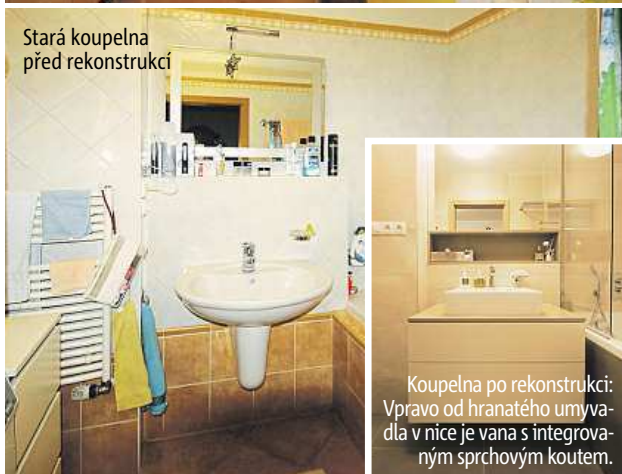 Stará koupelna
před rekonstrukcí
Koupelna po rekonstrukci:
Vpravo od hranatého umyva-
dla v nice je vana s integrova-
ným sprchovým koutem.